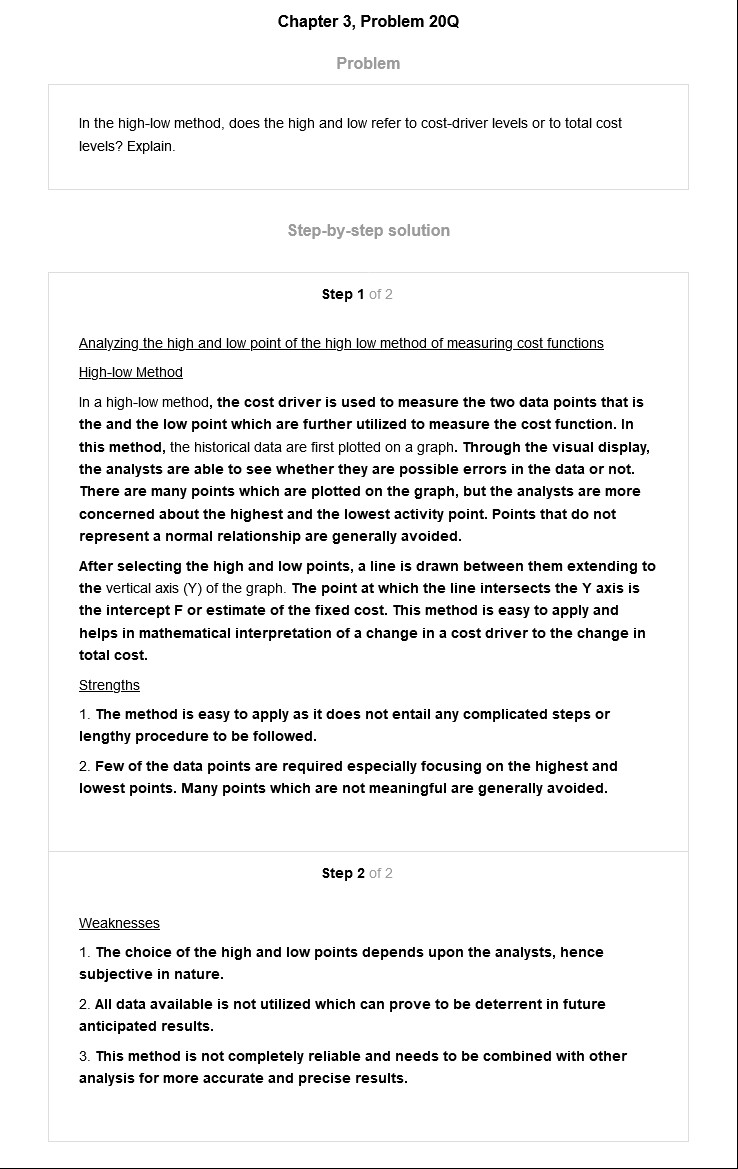 Chapter 3, Problem 20Q
Problem
In the high-low method, does the high and low refer to cost-driver levels or to total cost
levels? Explain.
Step-by-step solution
Step 1 of 2
Analyzing the high and low point of the high low method of measuring cost functions
High-low Method
In a high-low method, the cost driver is used to measure the two data points that is
the and the low point which are further utilized to measure the cost function. In
this method, the historical data are first plotted on a graph. Through the visual display,
the analysts are able to see whether they are possible errors in the data or not.
There are many points which are plotted on the graph, but the analysts are more
concerned about the highest and the lowest activity point. Points that do not
represent a normal relationship are generally avoided.
After selecting the high and low points, a line is drawn between them extending to
the vertical axis (Y) of the graph. The point at which the line intersects the Y axis is
the intercept F or estimate of the fixed cost. This method is easy to apply and
helps in mathematical interpretation of a change in a cost driver to the change in
total cost.
Strengths
1. The method is easy to apply as it does not entail any complicated steps or
lengthy procedure to be followed.
2. Few of the data points are required especially focusing on the highest and
lowest points. Many points which are not meaningful are generally avoided.
Step 2 of 2
Weaknesses
1. The choice of the high and low points depends upon the analysts, hence
subjective in nature.
2. All data available is not utilized which can prove to be deterrent in future
anticipated results.
3. This method is not completely reliable and needs to be combined with other
analysis for more accurate and precise results.